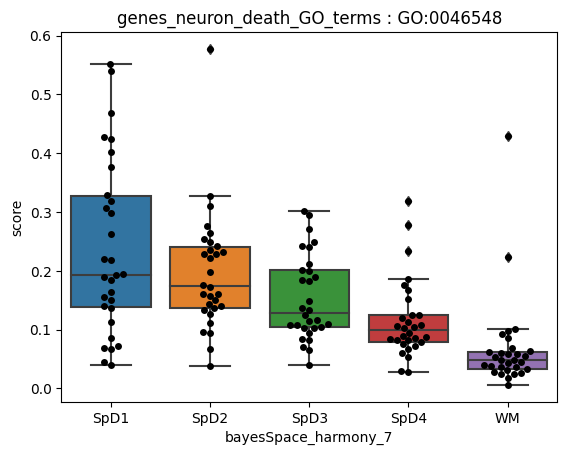 genes_neuron_death_GO_terms : GO:0046548
0.6
0.5
0.4
0.3
0.2
0.1
0.0
score
SpD1 SpD2 SpD3 SpD4 WM
bayesSpace_harmony_7